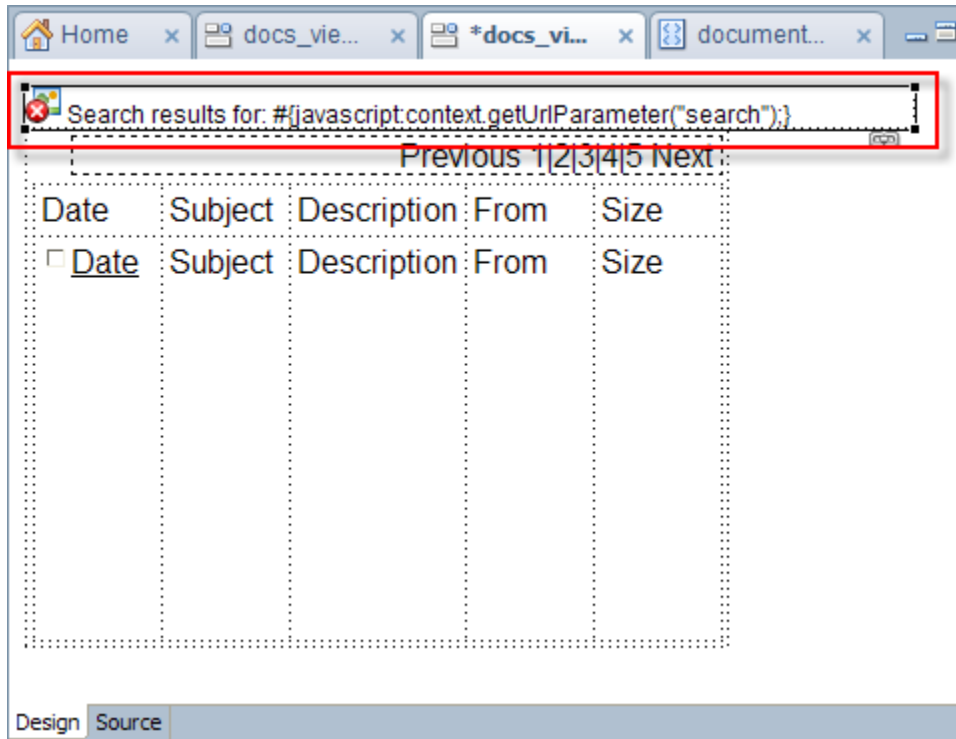 Home docs_vie... *docs_vi... document...
Search results for: #{javascript:context.getUrlParameter("search");}
Previous 1|2|3|4|5 Next
Date Subject Description From Size
Date Subject Description From Size
Design Source